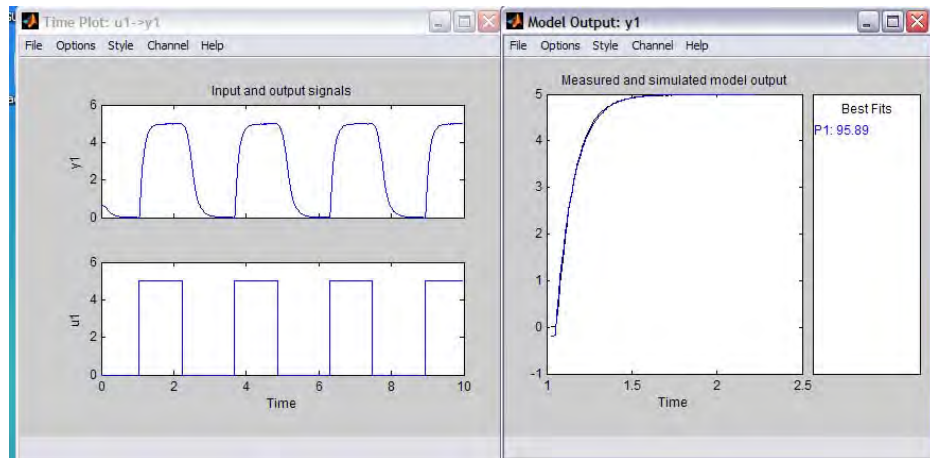 Time Plot: u1->y1
File Options Style Channel Help
Input and output signals
6
4
2
0
y1
6
4
2
0
u1
0 2 4 6 8 10
Time
Model Output: y1
File Options Style Channel Help
Measured and simulated model output
5
4
3
2
1
0
-1
1 1.5 2 2.5
Time
Best Fits
P1: 95.89